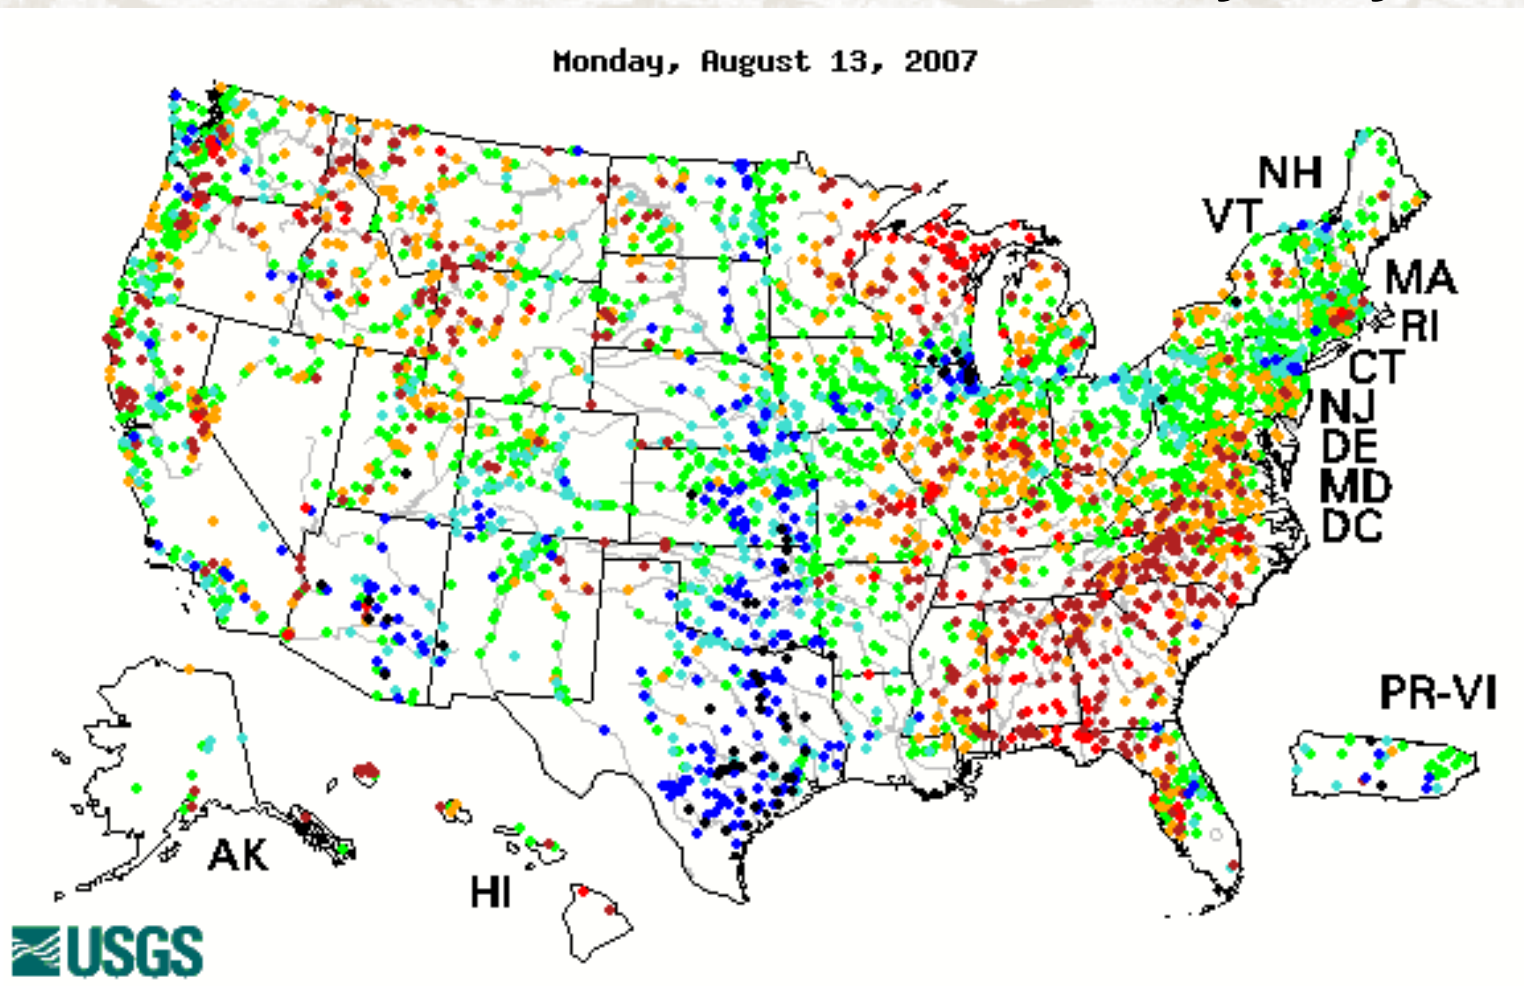 Monday, August 13, 2007
NH
VT
MA
RI
CT
NJ
DE
MD
DC
PR-VI
AK
HI
USGS